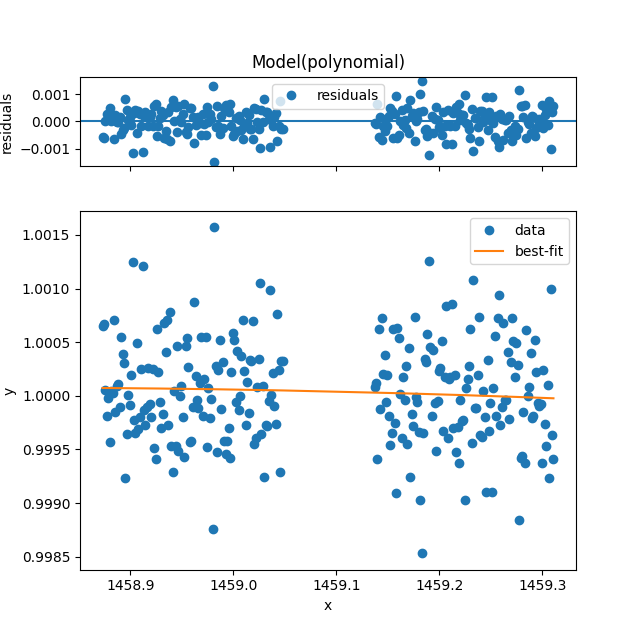 Model(polynomial)
residuals
0.001
0.000
−0.001
residuals
data
best-fit
y
1.0015
1.0010
1.0005
1.0000
0.9995
0.9990
0.9985
1458.9
1459.0
1459.1
1459.2
1459.3
x